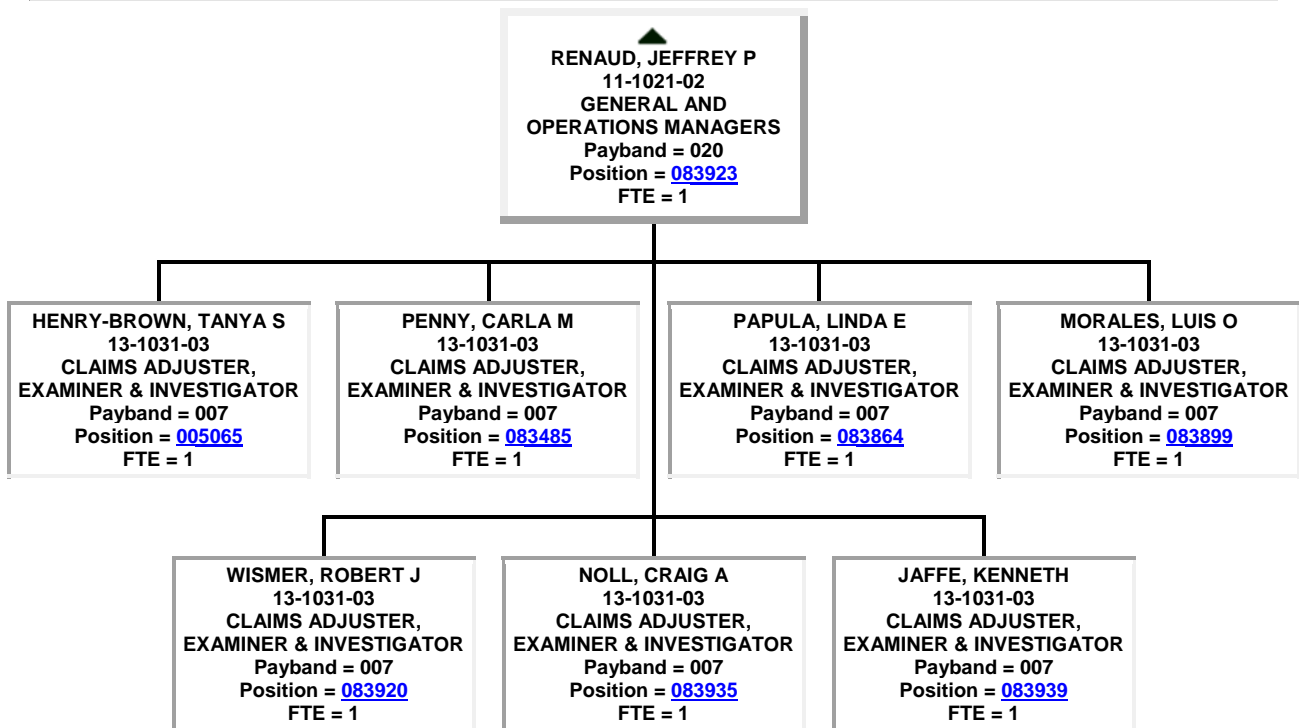 RENAUD, JEFFREY P
11-1021-02
GENERAL AND
OPERATIONS MANAGERS
Payband = 020
Position = 083923
FTE = 1
HENRY-BROWN, TANYA S
13-1031-03
CLAIMS ADJUSTER,
EXAMINER & INVESTIGATOR
Payband = 007
Position = 005065
FTE = 1
PENNY, CARLA M
13-1031-03
CLAIMS ADJUSTER,
EXAMINER & INVESTIGATOR
Payband = 007
Position = 083485
FTE = 1
PAPULA, LINDA E
13-1031-03
CLAIMS ADJUSTER,
EXAMINER & INVESTIGATOR
Payband = 007
Position = 083864
FTE = 1
MORALES, LUIS O
13-1031-03
CLAIMS ADJUSTER,
EXAMINER & INVESTIGATOR
Payband = 007
Position = 083899
FTE = 1
WISMER, ROBERT J
13-1031-03
CLAIMS ADJUSTER,
EXAMINER & INVESTIGATOR
Payband = 007
Position = 083920
FTE = 1
NOLL, CRAIG A
13-1031-03
CLAIMS ADJUSTER,
EXAMINER & INVESTIGATOR
Payband = 007
Position = 083935
FTE = 1
JAFFE, KENNETH
13-1031-03
CLAIMS ADJUSTER,
EXAMINER & INVESTIGATOR
Payband = 007
Position = 083939
FTE = 1